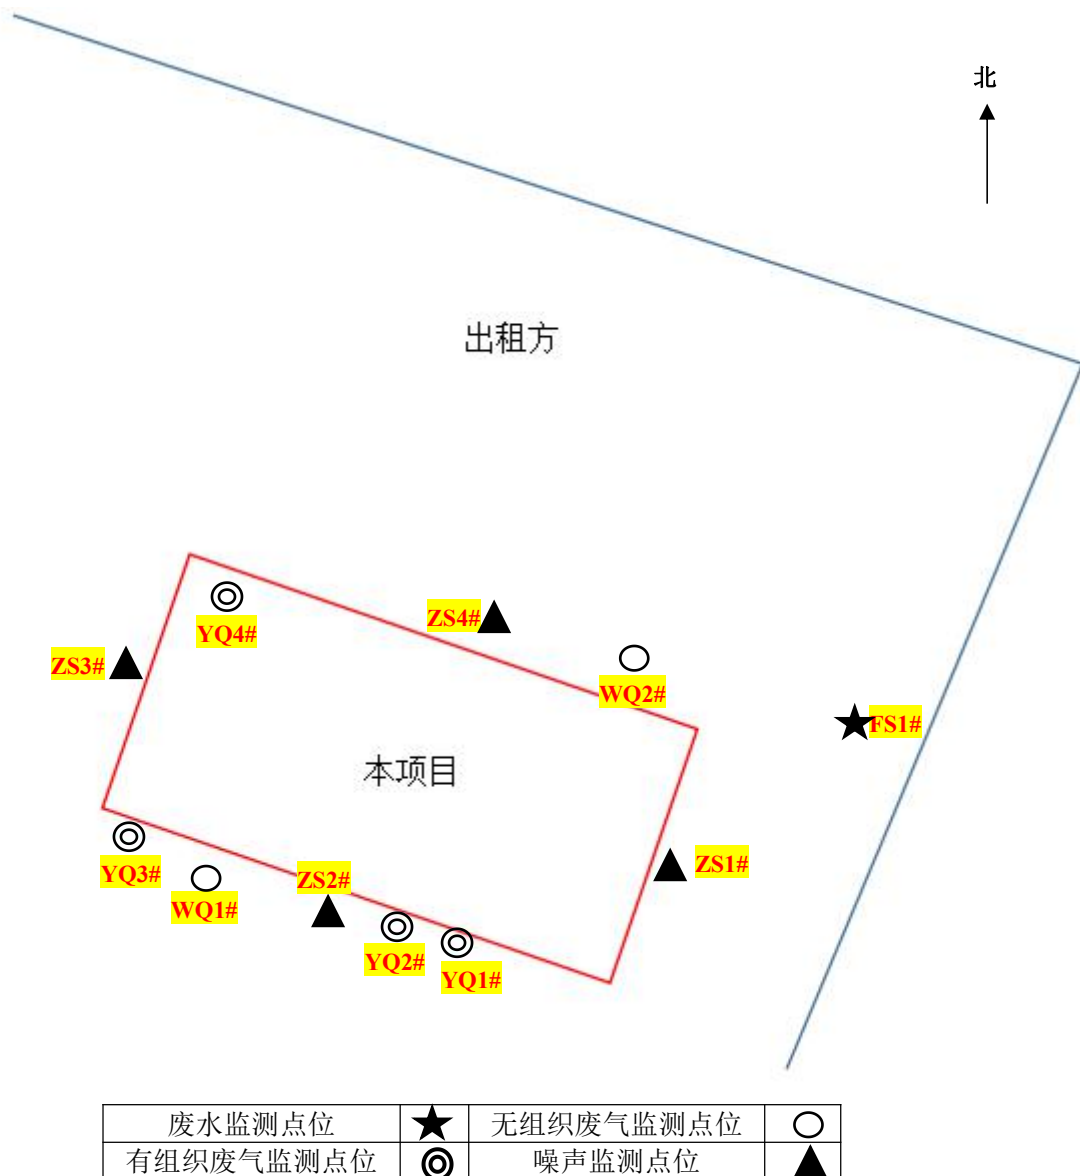 北
出租方
YQ4#
ZS4#
ZS3#
WQ2#
FS1#
本项目
ZS1#
YQ3#
ZS2#
WQ1#
YQ2#
YQ1#
废水监测点位 ★ 无组织废气监测点位 ○
有组织废气监测点位 ◎ 噪声监测点位 ▲